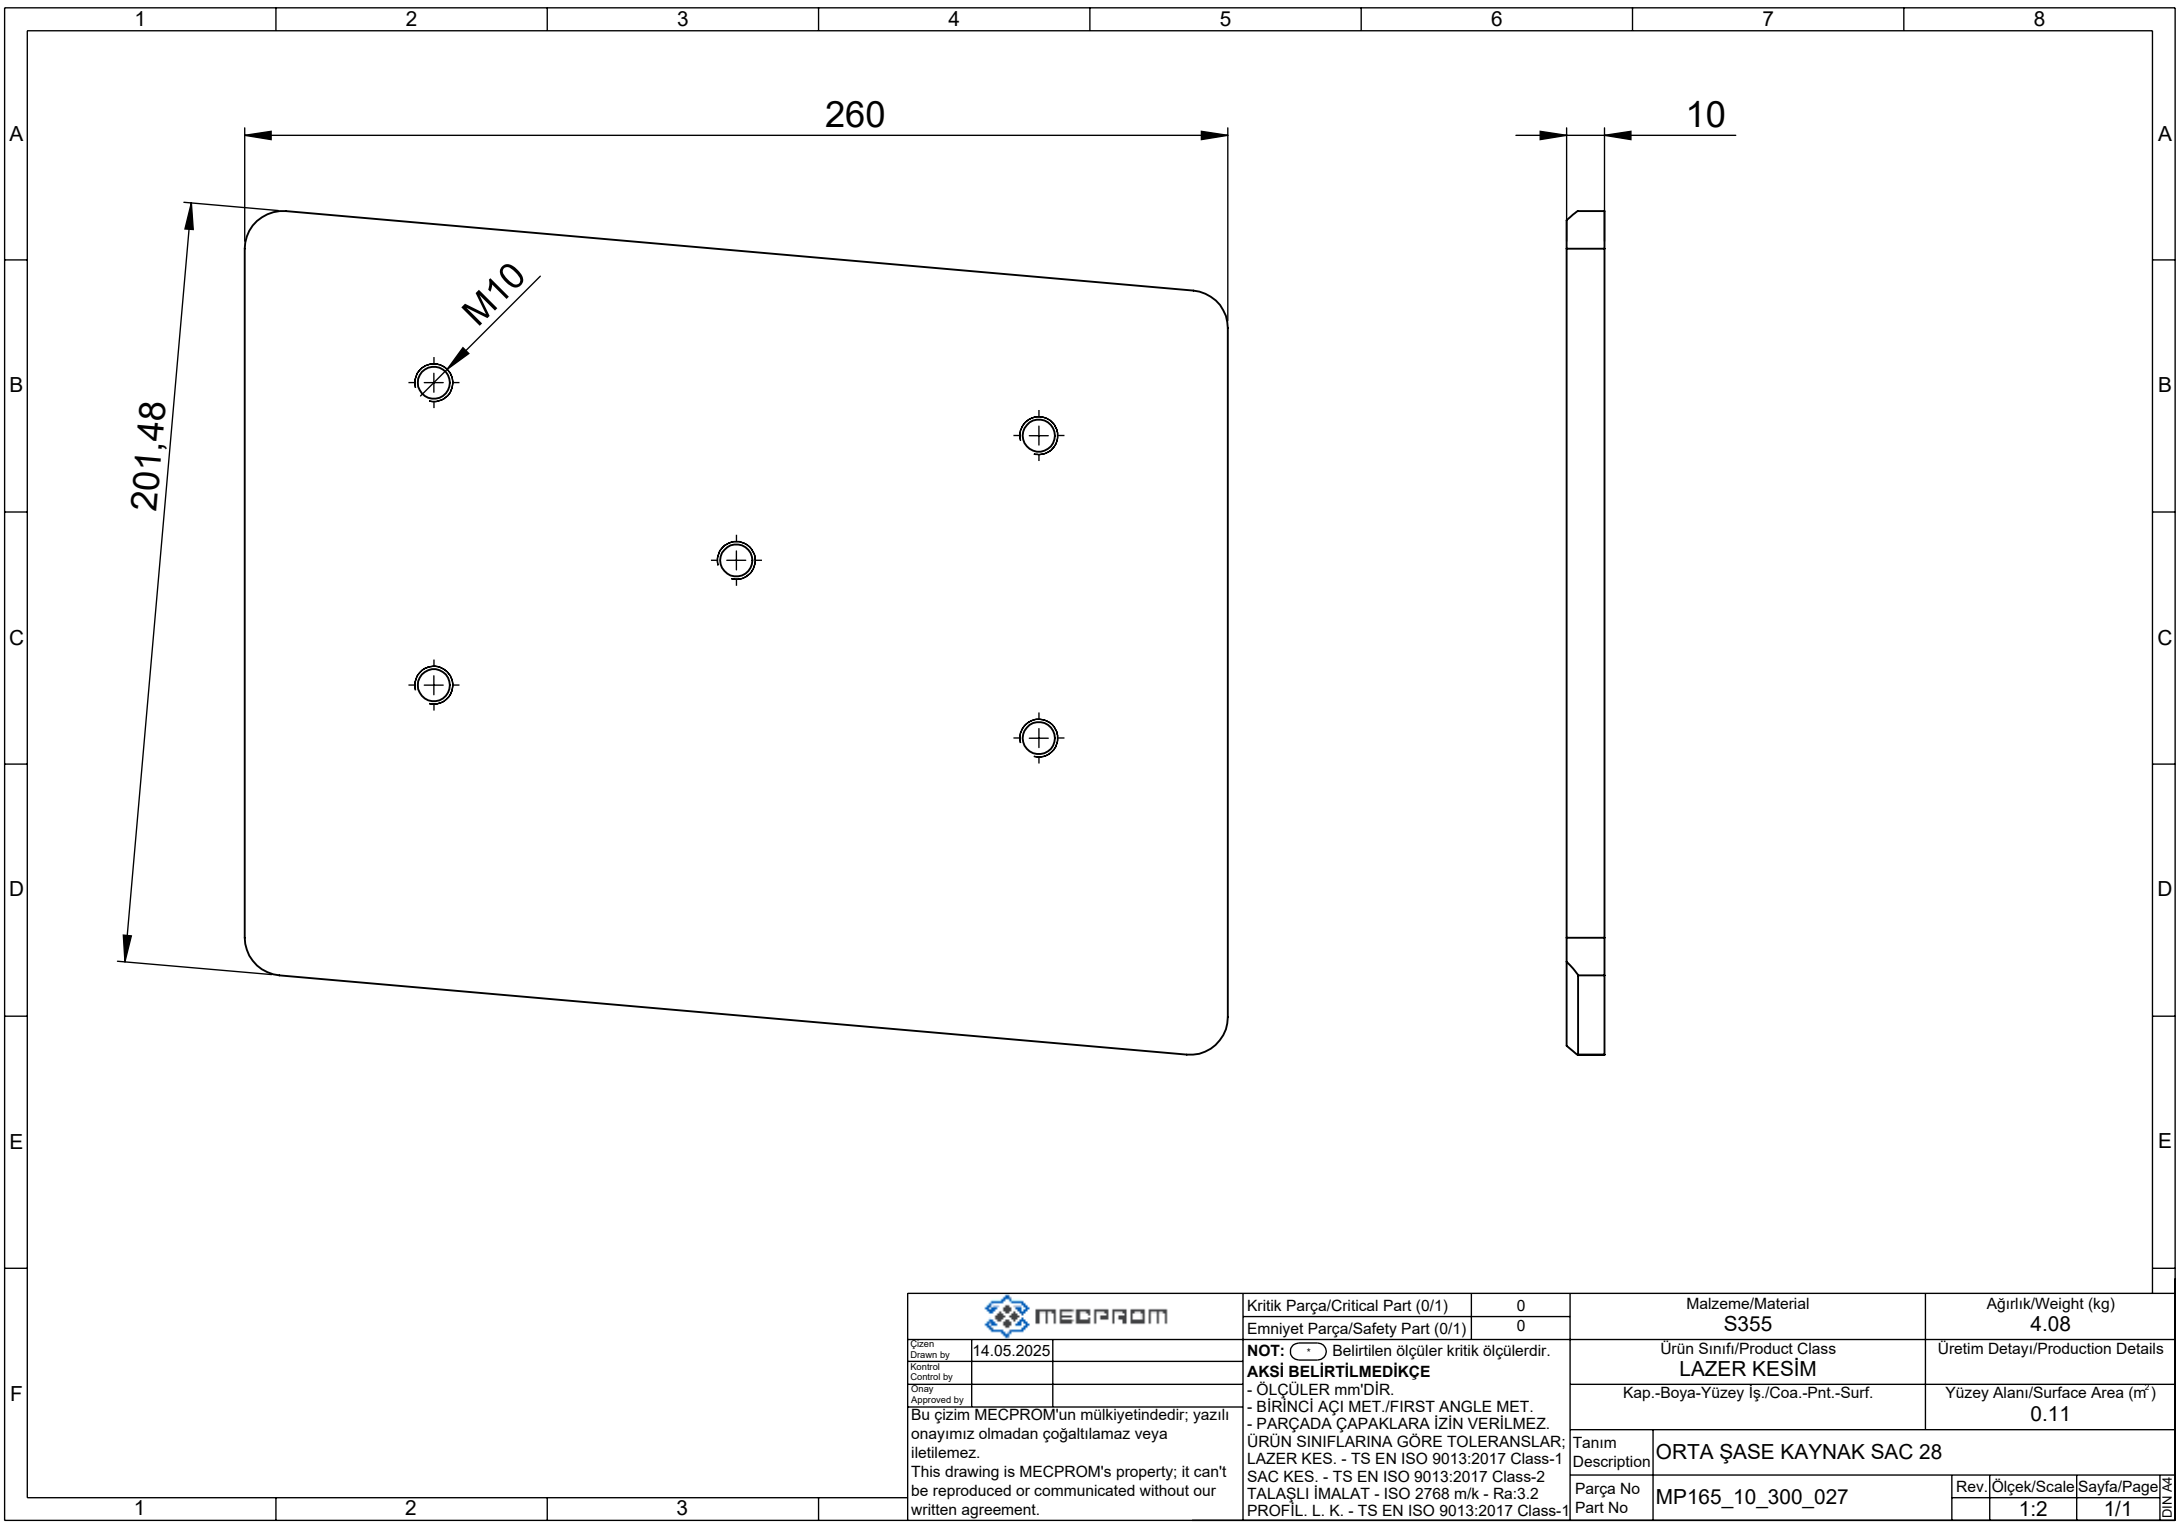 1 2 3 4 5 6 7 8
A A
B B
C C
D D
E E
F
260
10
201,48
M10
MECPROM
Çizen
Drawn by
14.05.2025
Kontrol
Control by
Onay
Approved by
Bu çizim MECPROM'un mülkiyetindedir; yazılı
onayımız olmadan çoğaltılamaz veya
iletilemez.
This drawing is MECPROM's property; it can't
be reproduced or communicated without our
written agreement.
Kritik Parça/Critical Part (0/1) 0
Emniyet Parça/Safety Part (0/1) 0
NOT: * Belirtilen ölçüler kritik ölçülerdir.
AKSİ BELİRTİLMEDİKÇE
- ÖLÇÜLER mm'DİR.
- BİRİNCİ AÇI MET./FIRST ANGLE MET.
- PARÇADA ÇAPAKLARA İZİN VERİLMEZ.
ÜRÜN SINIFLARINA GÖRE TOLERANSLAR;
LAZER KES. - TS EN ISO 9013:2017 Class-1
SAC KES. - TS EN ISO 9013:2017 Class-2
TALAŞLI İMALAT - ISO 2768 m/k - Ra:3.2
PROFİL. L. K. - TS EN ISO 9013:2017 Class-1
Malzeme/Material
S355
Ağırlık/Weight (kg)
4.08
Ürün Sınıfı/Product Class
LAZER KESİM
Üretim Detayı/Production Details
Kap.-Boya-Yüzey İş./Coa.-Pnt.-Surf.
Yüzey Alanı/Surface Area (m²)
0.11
Tanım
Description
ORTA ŞASE KAYNAK SAC 28
Parça No
Part No
MP165_10_300_027
Rev. Ölçek/Scale Sayfa/Page
1:2 1/1
DIN A4
1 2 3